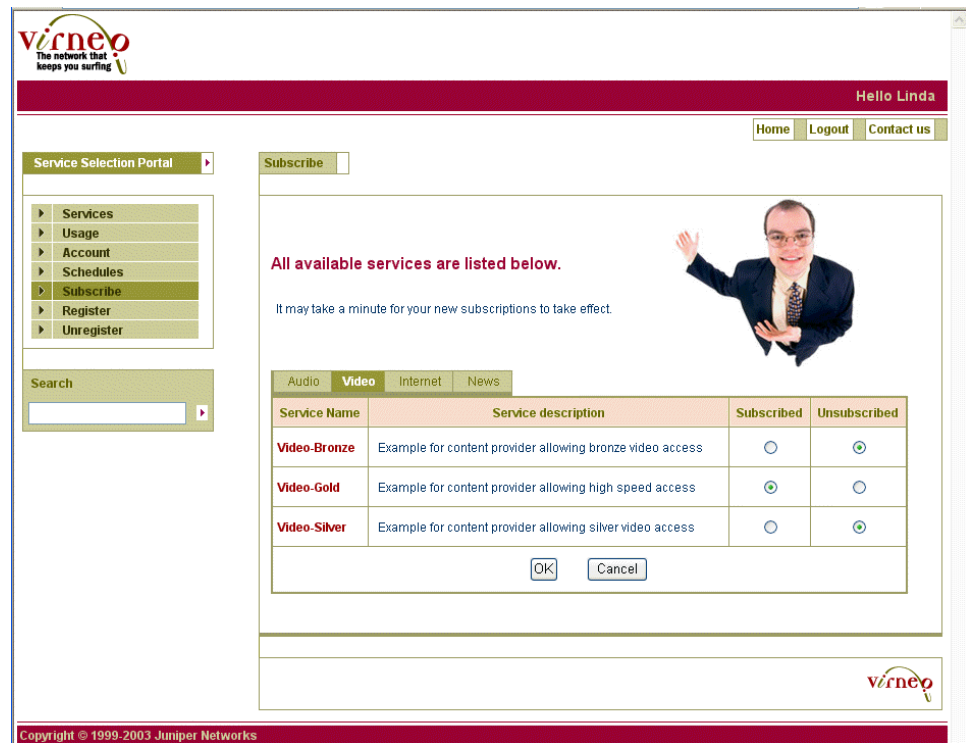 Virneo
The network that
keeps you surfing
Hello Linda
Home Logout Contact us
Service Selection Portal
Subscribe
Services
Usage
Account
Schedules
Subscribe
Register
Unregister
Search
All available services are listed below.
It may take a minute for your new subscriptions to take effect.
Audio Video Internet News
Service Name Service description Subscribed Unsubscribed
Video-Bronze Example for content provider allowing bronze video access
Video-Gold Example for content provider allowing high speed access
Video-Silver Example for content provider allowing silver video access
OK Cancel
Virneo
Copyright © 1999-2003 Juniper Networks